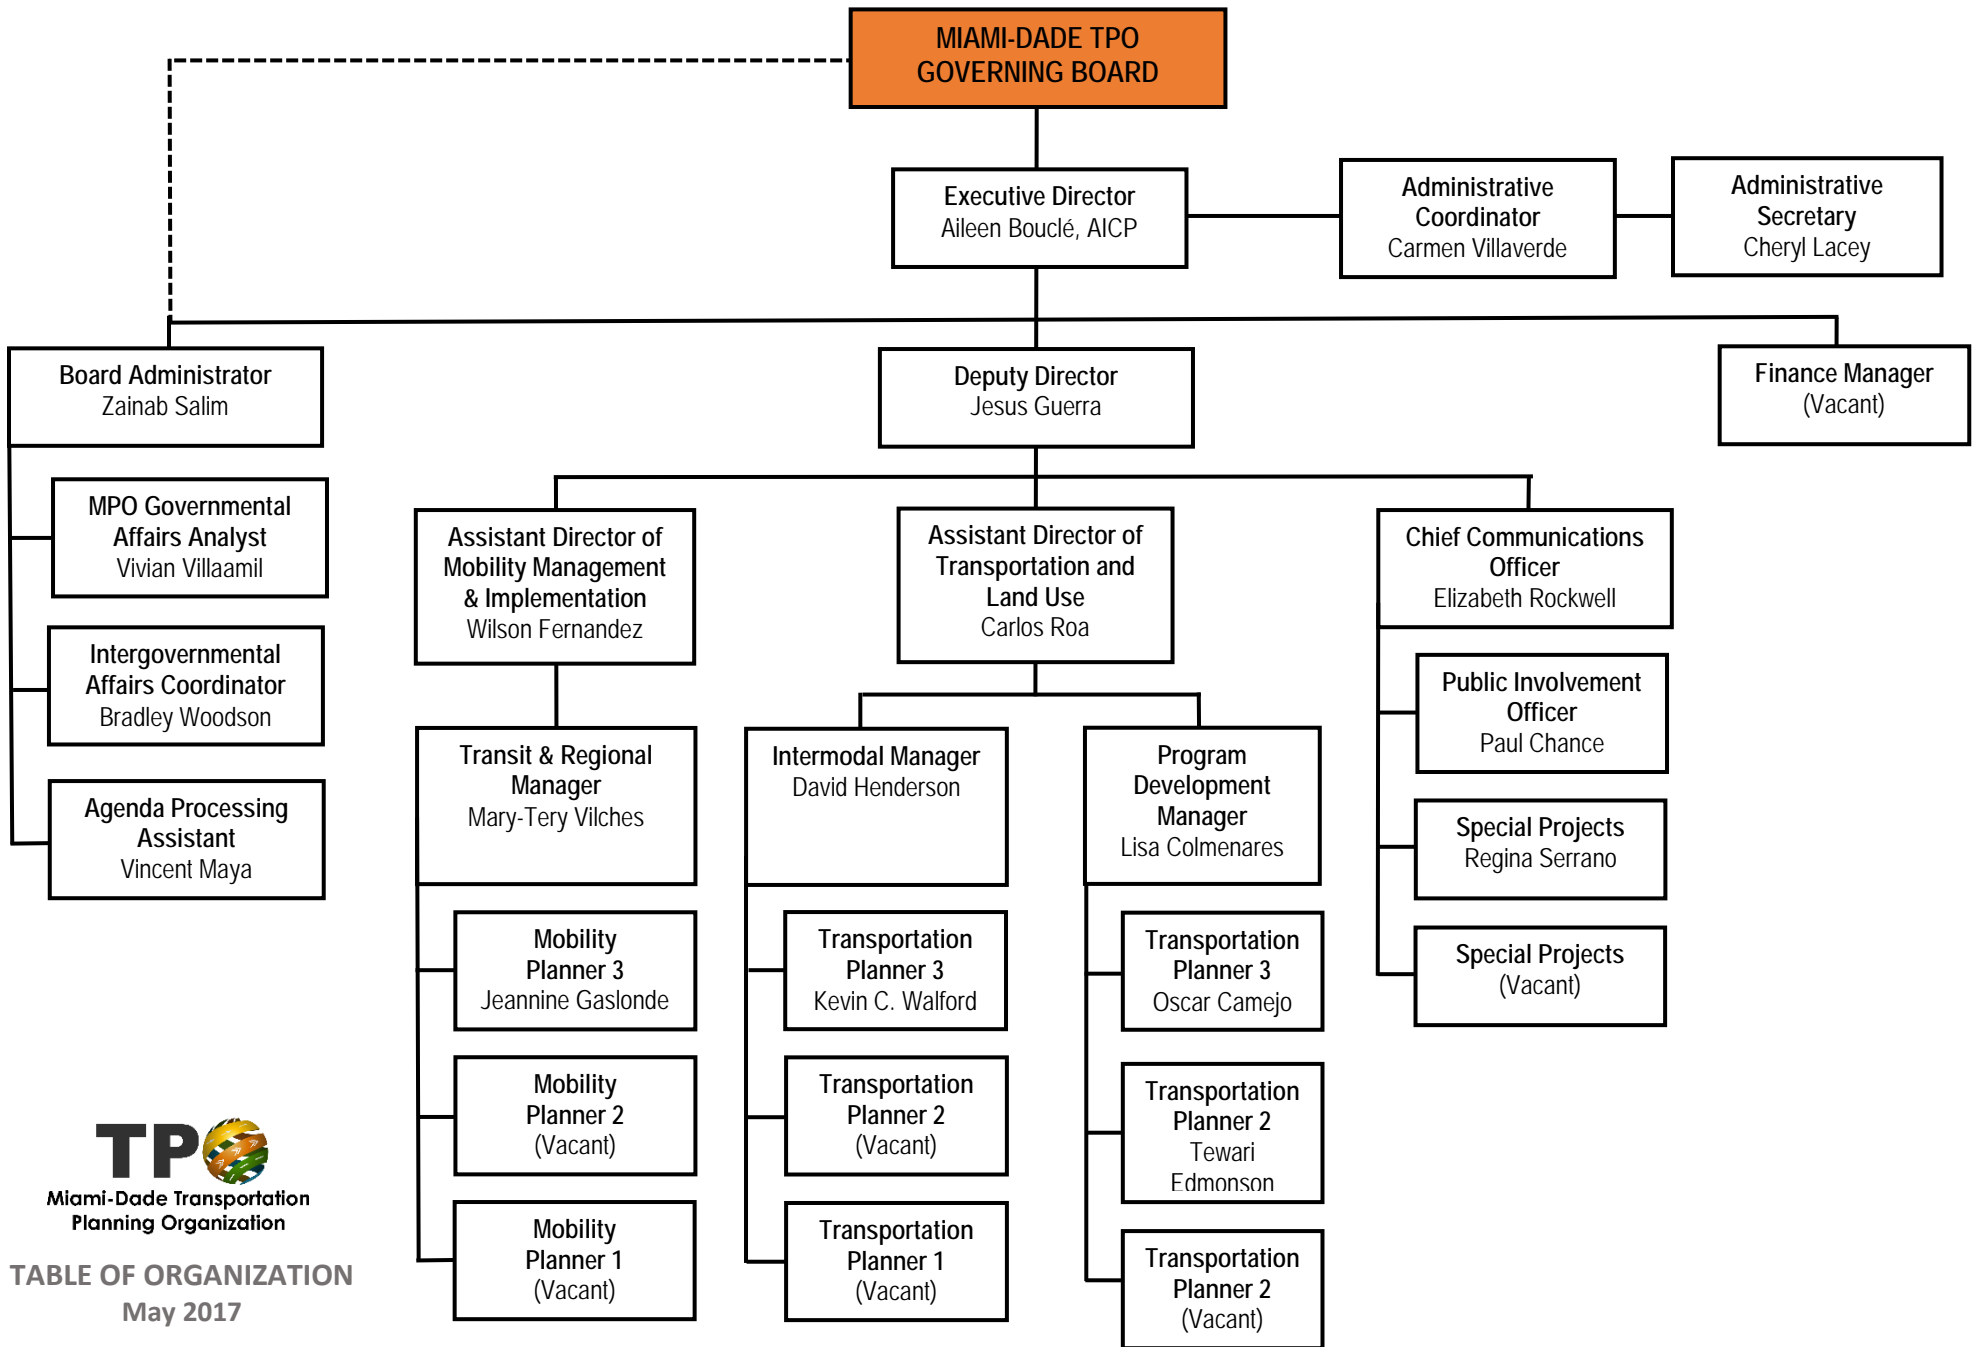 MIAMI-DADE TPO
GOVERNING BOARD
Executive Director
Aileen Bouclé, AICP
Administrative
Coordinator
Carmen Villaverde
Administrative
Secretary
Cheryl Lacey
Board Administrator
Zainab Salim
Deputy Director
Jesus Guerra
Finance Manager
(Vacant)
MPO Governmental
Affairs Analyst
Vivian Villaamil
Intergovernmental
Affairs Coordinator
Bradley Woodson
Agenda Processing
Assistant
Vincent Maya
Assistant Director of
Mobility Management
& Implementation
Wilson Fernandez
Assistant Director of
Transportation and
Land Use
Carlos Roa
Chief Communications
Officer
Elizabeth Rockwell
Transit & Regional
Manager
Mary-Tery Vilches
Intermodal Manager
David Henderson
Program
Development
Manager
Lisa Colmenares
Public Involvement
Officer
Paul Chance
Special Projects
Regina Serrano
Special Projects
(Vacant)
Mobility
Planner 3
Jeannine Gaslonde
Mobility
Planner 2
(Vacant)
Mobility
Planner 1
(Vacant)
Transportation
Planner 3
Kevin C. Walford
Transportation
Planner 2
(Vacant)
Transportation
Planner 1
(Vacant)
Transportation
Planner 3
Oscar Camejo
Transportation
Planner 2
Tewari
Edmonson
Transportation
Planner 2
(Vacant)
TPO
Miami-Dade Transportation
Planning Organization
TABLE OF ORGANIZATION
May 2017